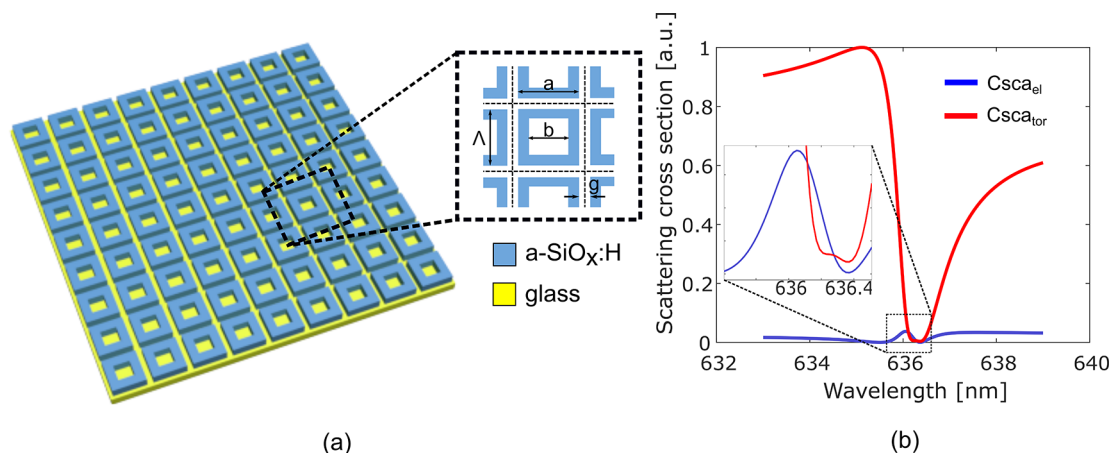 a
b
Λ
g
a-SiOx:H
glass
(a)
Scattering cross section [a.u.]
1
0.8
0.6
0.4
0.2
0
Cscael
Cscator
636 636.4
632 634 636 638 640
Wavelength [nm]
(b)